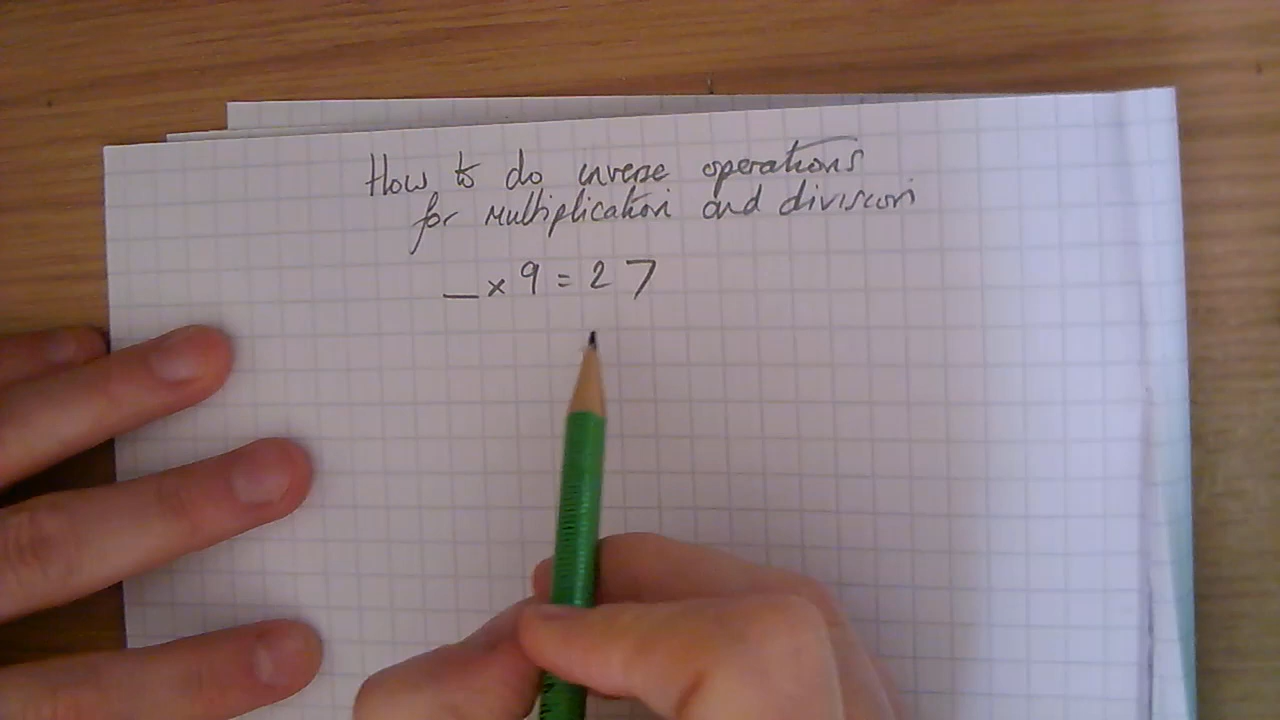 How to do inverse operations
for multiplication and division
_ × 9 = 27